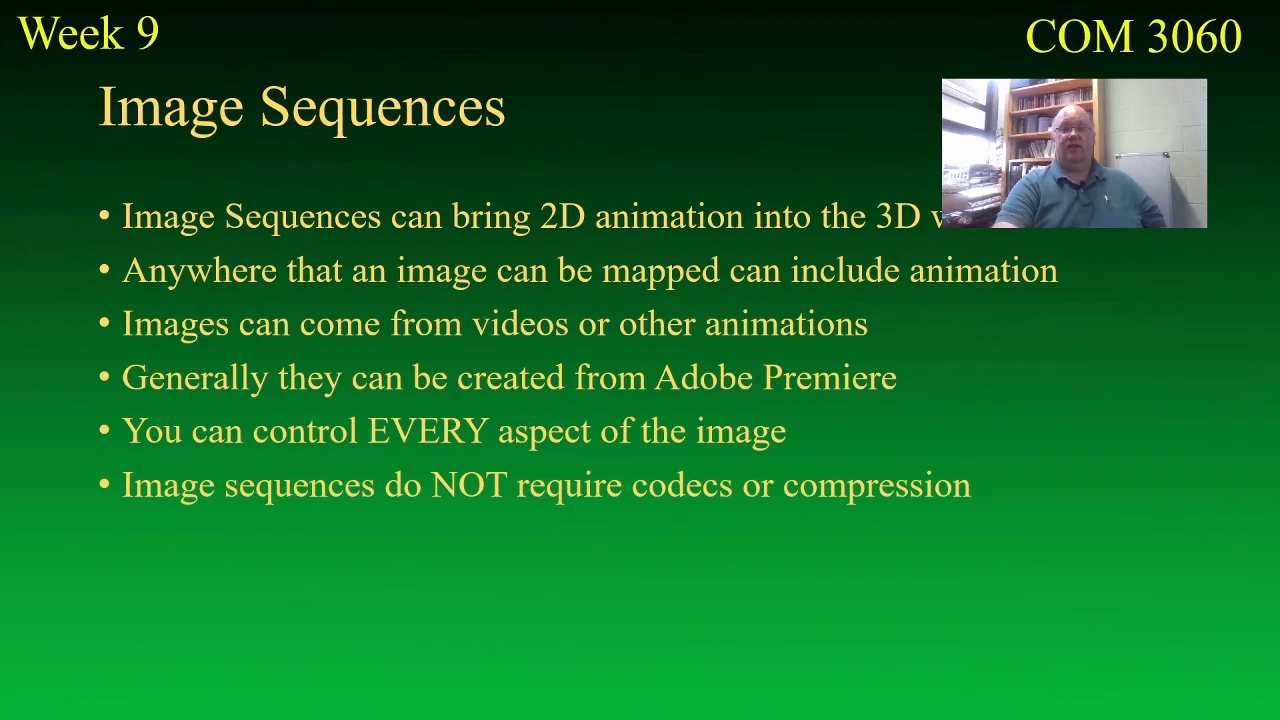 Week 9
COM 3060
Image Sequences
• Image Sequences can bring 2D animation into the 3D
• Anywhere that an image can be mapped can include animation
• Images can come from videos or other animations
• Generally they can be created from Adobe Premiere
• You can control EVERY aspect of the image
• Image sequences do NOT require codecs or compression